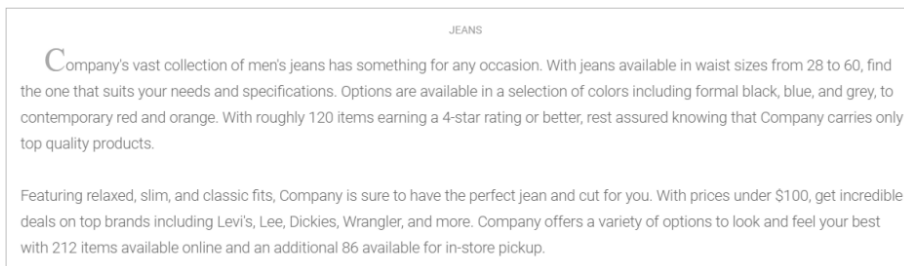 JEANS
Company's vast collection of men's jeans has something for any occasion. With jeans available in waist sizes from 28 to 60, find
the one that suits your needs and specifications. Options are available in a selection of colors including formal black, blue, and grey, to
contemporary red and orange. With roughly 120 items earning a 4-star rating or better, rest assured knowing that Company carries only
top quality products.
Featuring relaxed, slim, and classic fits, Company is sure to have the perfect jean and cut for you. With prices under $100, get incredible
deals on top brands including Levi's, Lee, Dickies, Wrangler, and more. Company offers a variety of options to look and feel your best
with 212 items available online and an additional 86 available for in-store pickup.